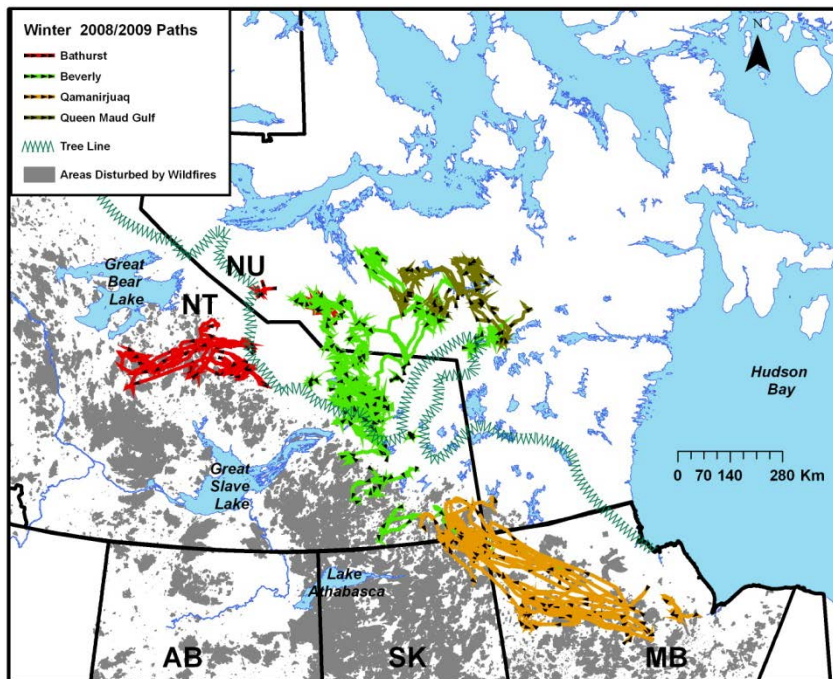 Winter 2008/2009 Paths
Bathurst
Beverly
Qamanirjuaq
Queen Maud Gulf
Tree Line
Areas Disturbed by Wildfires
N
Great
Bear
Lake
NU
NT
Hudson
Bay
0 70 140 280 Km
Great
Slave
Lake
Lake
Athabasca
AB
SK
MB